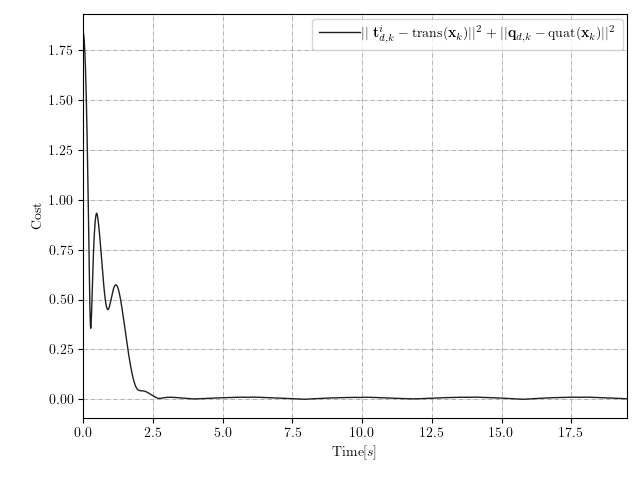 || t^i_{d,k} − trans(x_k)||² + ||q_{d,k} − quat(x_k)||²
1.75
1.50
1.25
1.00
0.75
0.50
0.25
0.00
Cost
0.0 2.5 5.0 7.5 10.0 12.5 15.0 17.5
Time[s]